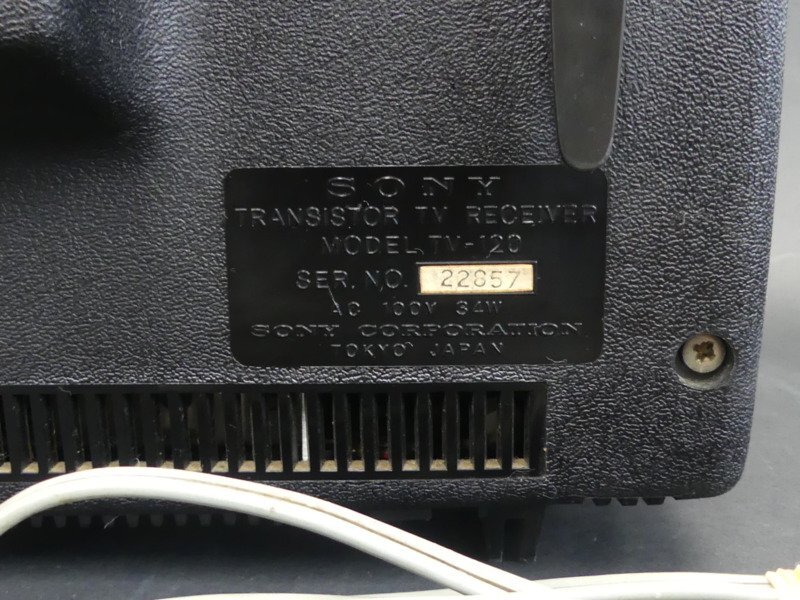 SONY
TRANSISTOR TV RECEIVER
MODEL TV-120
SER. NO. 22857
AC 100V 34W
SONY CORPORATION
TOKYO JAPAN